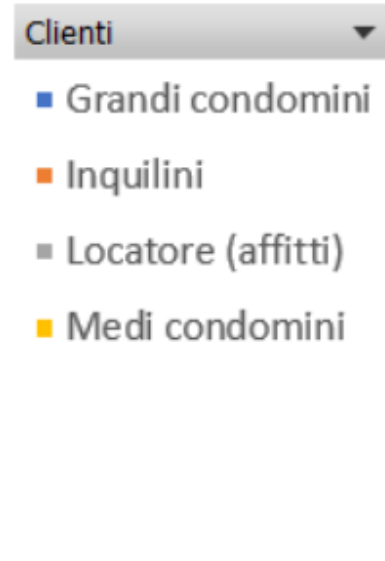 Clienti
Grandi condomini
Inquilini
Locatore (affitti)
Medi condomini